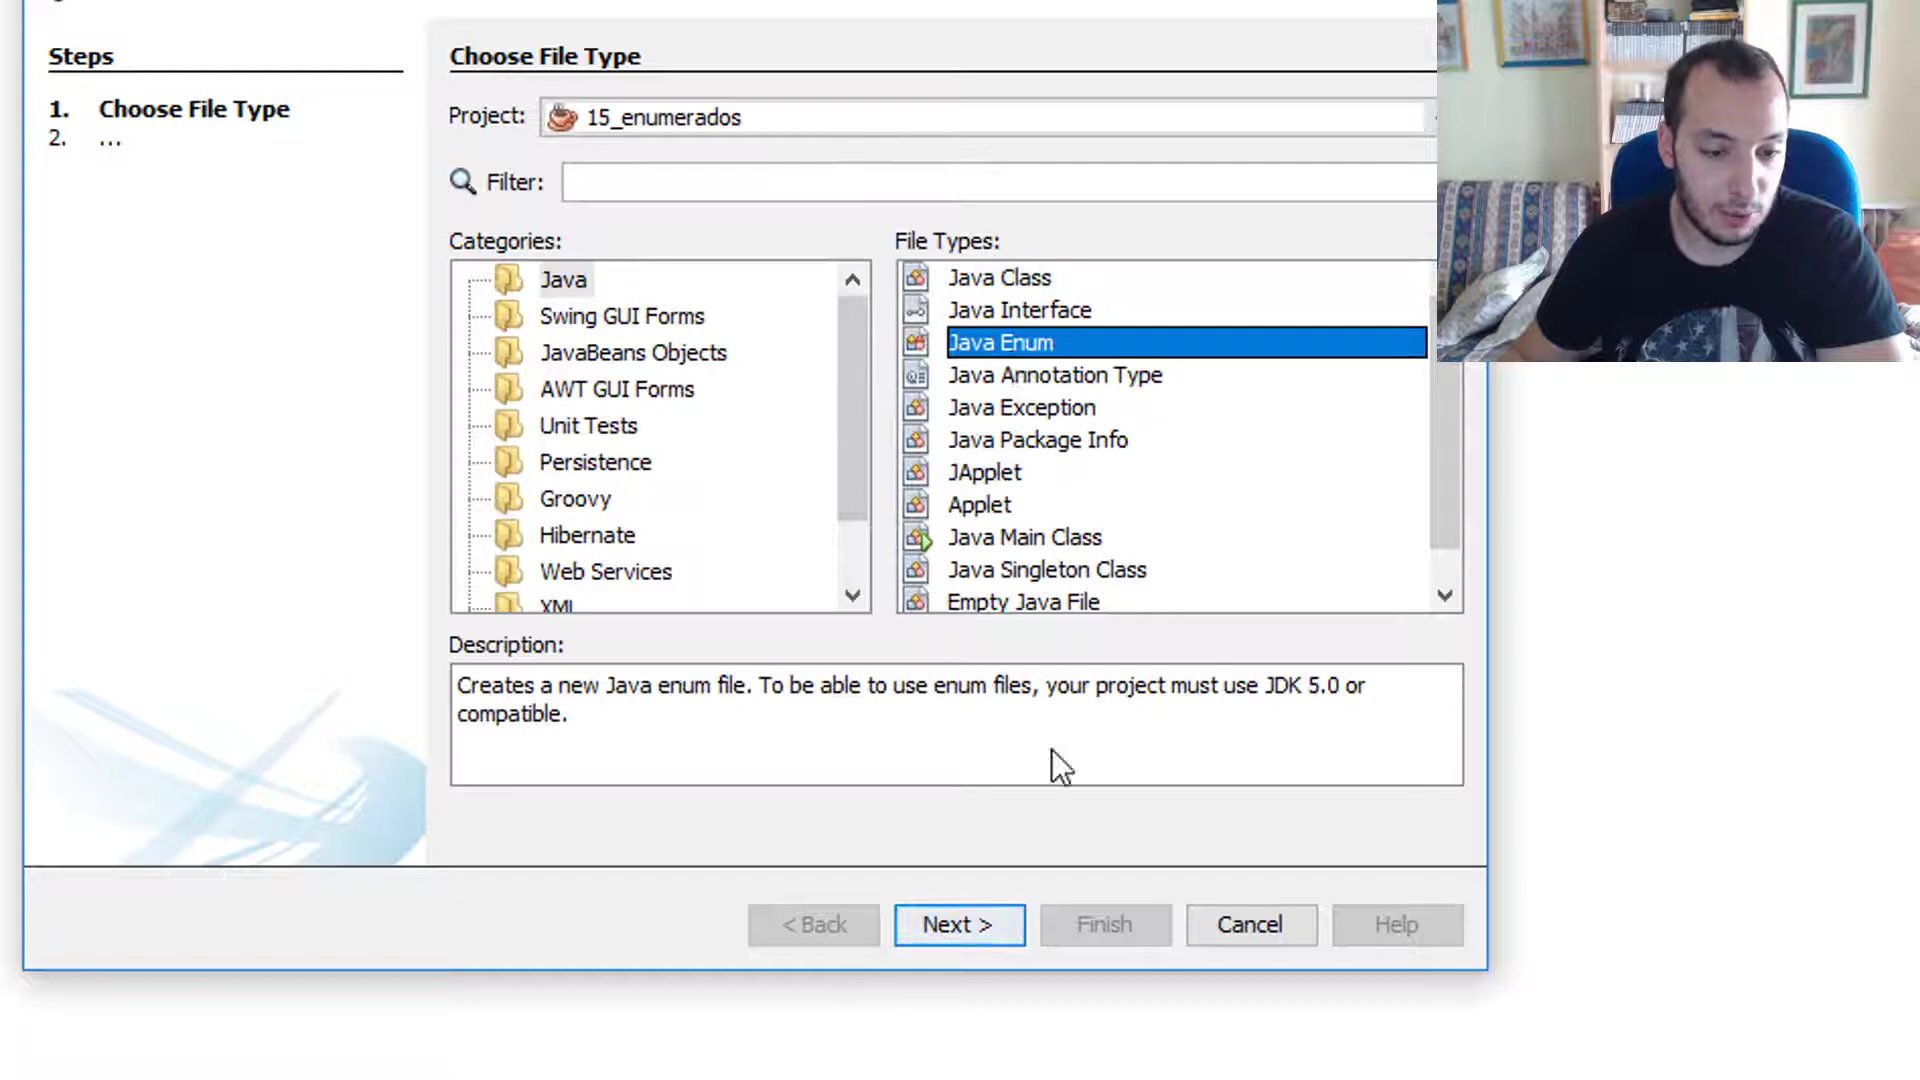 Steps
1. Choose File Type
2. ...
Choose File Type
Project: 15_enumerados
Filter:
Categories:
Java
Swing GUI Forms
JavaBeans Objects
AWT GUI Forms
Unit Tests
Persistence
Groovy
Hibernate
Web Services
XML
File Types:
Java Class
Java Interface
Java Enum
Java Annotation Type
Java Exception
Java Package Info
JApplet
Applet
Java Main Class
Java Singleton Class
Empty Java File
Description:
Creates a new Java enum file. To be able to use enum files, your project must use JDK 5.0 or
compatible.
< Back Next > Finish Cancel Help